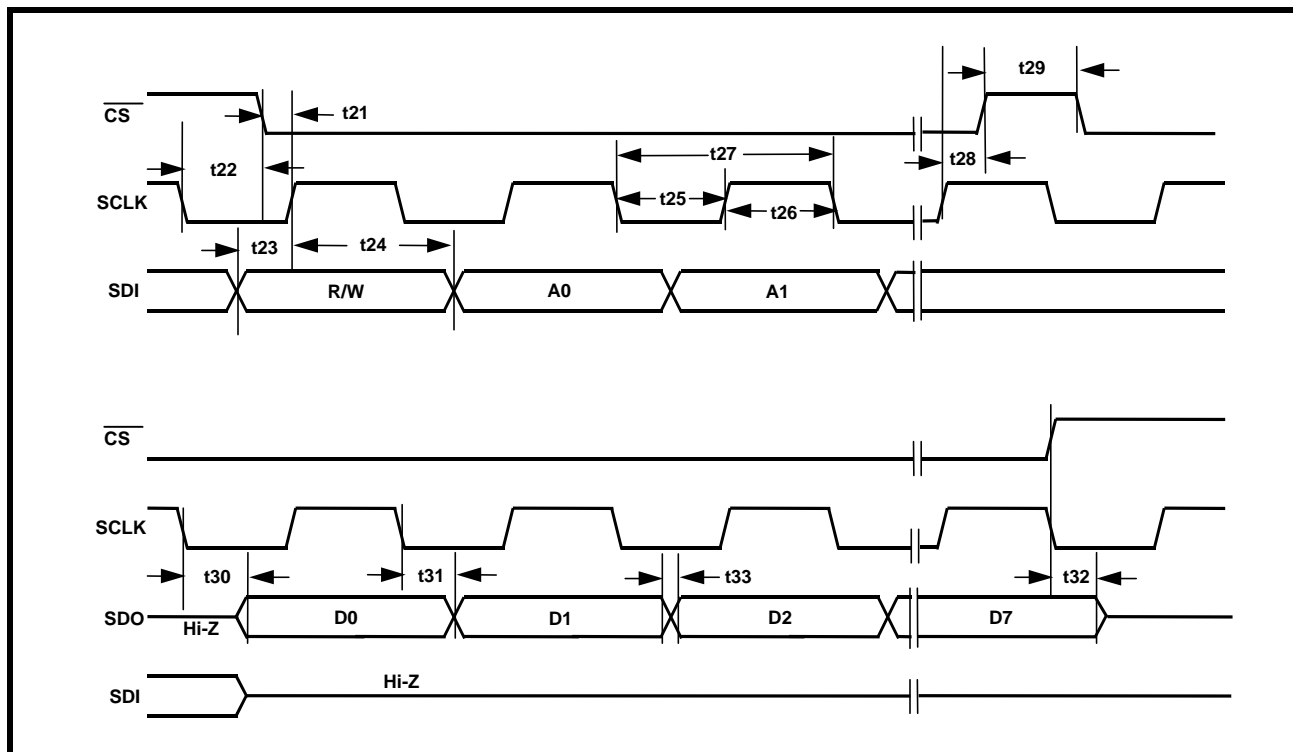 t29
CS
t21
t27
t28
t22
SCLK
t25
t26
t23
t24
SDI
R/W
A0
A1
CS
SCLK
t30
t31
t33
t32
SDO
Hi-Z
D0
D1
D2
D7
Hi-Z
SDI